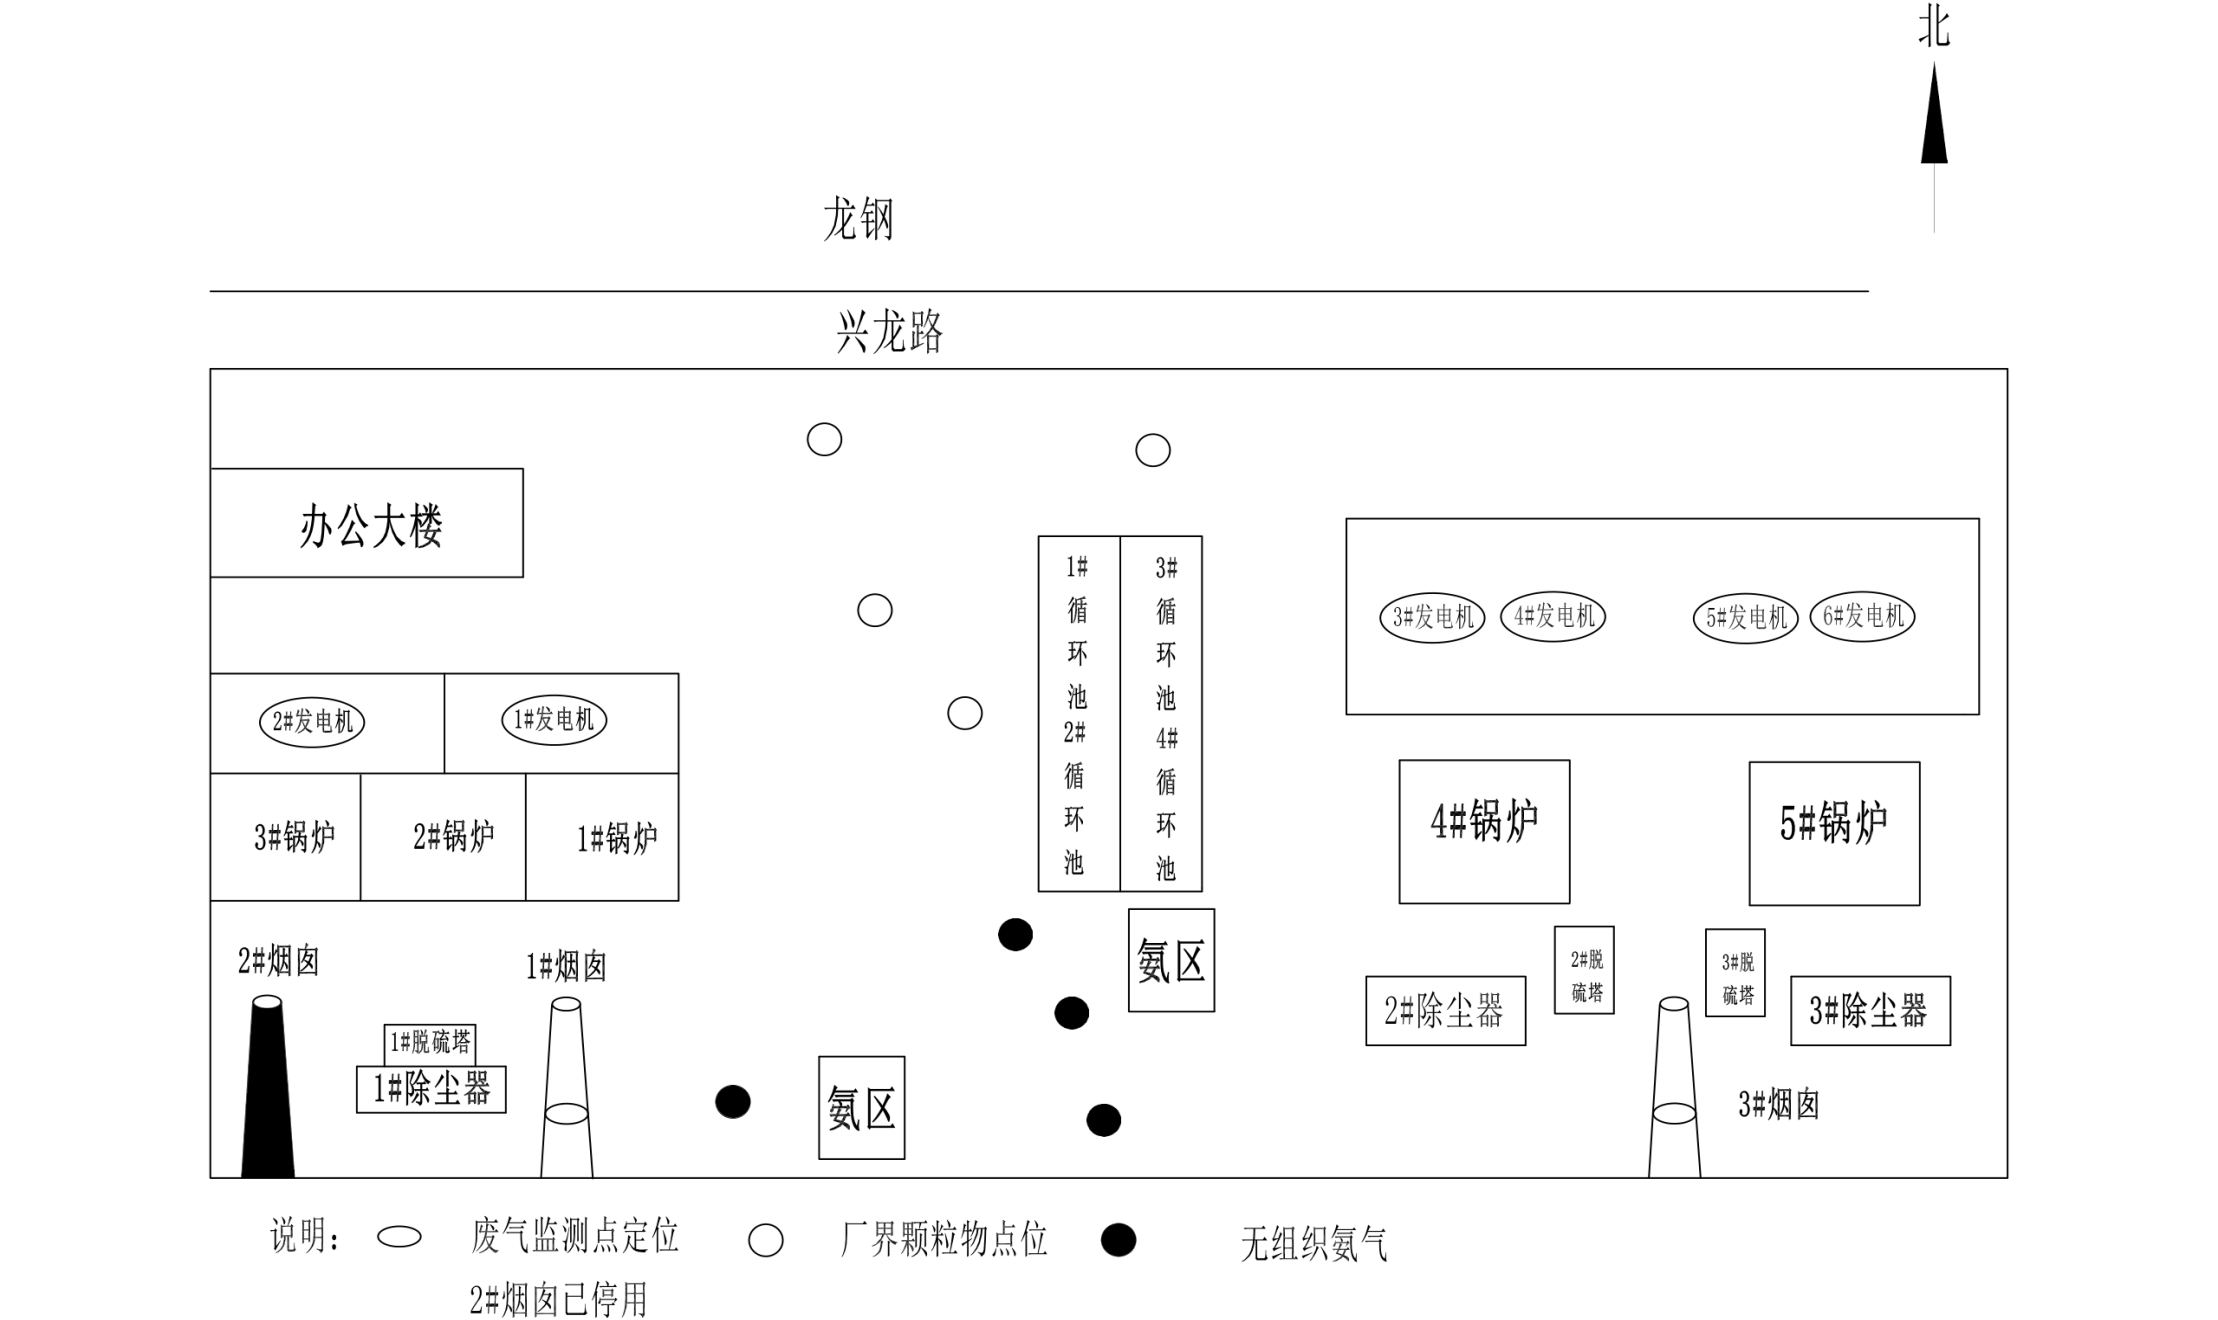 北
龙钢
兴龙路
办公大楼
1#循环池
2#循环池
3#循环池
4#循环池
3#发电机
4#发电机
5#发电机
6#发电机
2#发电机
1#发电机
3#锅炉
2#锅炉
1#锅炉
4#锅炉
5#锅炉
2#烟囱
1#烟囱
氨区
2#脱
硫塔
3#脱
硫塔
2#除尘器
3#除尘器
1#脱硫塔
1#除尘器
氨区
3#烟囱
说明:
废气监测点定位
厂界颗粒物点位
无组织氨气
2#烟囱已停用